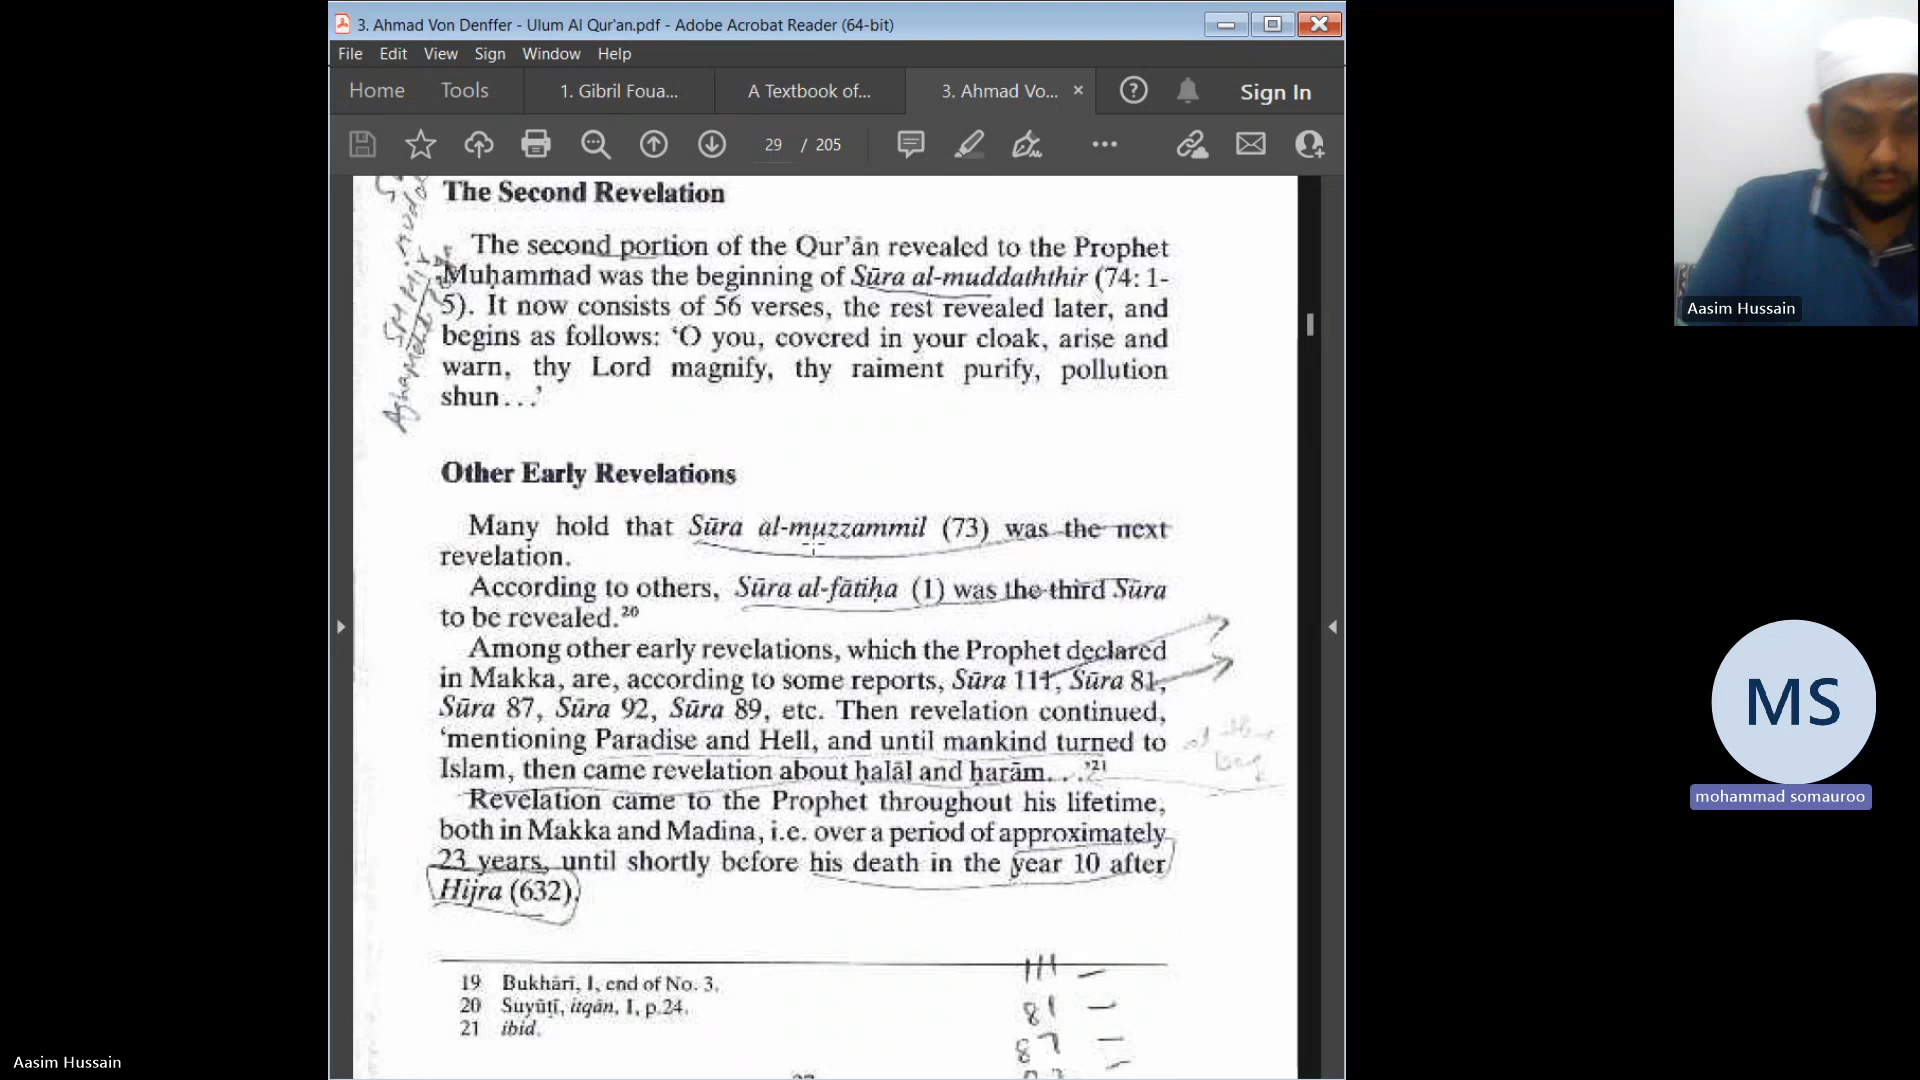 3. Ahmad Von Denffer - Ulum Al Qur'an.pdf - Adobe Acrobat Reader (64-bit)
File Edit View Sign Window Help
Home Tools 1. Gibril Foua... A Textbook of... 3. Ahmad Vo... × Sign In
29 / 205
The Second Revelation
The second portion of the Qur'ān revealed to the Prophet
Muḥammad was the beginning of Sūra al-muddaththir (74: 1-
5). It now consists of 56 verses, the rest revealed later, and
begins as follows: 'O you, covered in your cloak, arise and
warn, thy Lord magnify, thy raiment purify, pollution
shun . . .'
Other Early Revelations
Many hold that Sūra al-muzzammil (73) was the next
revelation.
According to others, Sūra al-fātiḥa (1) was the third Sūra
to be revealed.20
Among other early revelations, which the Prophet declared
in Makka, are, according to some reports, Sūra 111, Sūra 81,
Sūra 87, Sūra 92, Sūra 89, etc. Then revelation continued,
'mentioning Paradise and Hell, and until mankind turned to
Islam, then came revelation about ḥalāl and ḥarām. . .'21
Revelation came to the Prophet throughout his lifetime,
both in Makka and Madina, i.e. over a period of approximately
23 years, until shortly before his death in the year 10 after
Hijra (632).
19 Bukhārī, I, end of No. 3.
20 Suyūṭī, itqān, I, p.24.
21 ibid.
111 –
81 –
87 –
Aasim Hussain
MS
mohammad somauroo
Aasim Hussain